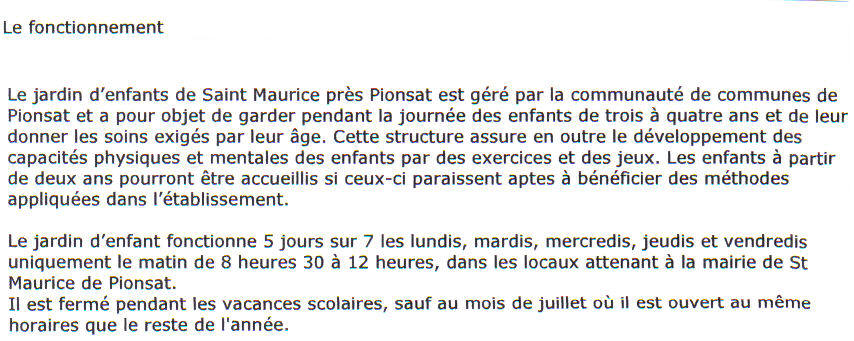 Le fonctionnement
Le jardin d'enfants de Saint Maurice près Pionsat est géré par la communauté de communes de
Pionsat et a pour objet de garder pendant la journée des enfants de trois à quatre ans et de leur
donner les soins exigés par leur âge. Cette structure assure en outre le développement des
capacités physiques et mentales des enfants par des exercices et des jeux. Les enfants à partir
de deux ans pourront être accueillis si ceux-ci paraissent aptes à bénéficier des méthodes
appliquées dans l'établissement.
Le jardin d'enfant fonctionne 5 jours sur 7 les lundis, mardis, mercredis, jeudis et vendredis
uniquement le matin de 8 heures 30 à 12 heures, dans les locaux attenant à la mairie de St
Maurice de Pionsat.
Il est fermé pendant les vacances scolaires, sauf au mois de juillet où il est ouvert au même
horaires que le reste de l'année.